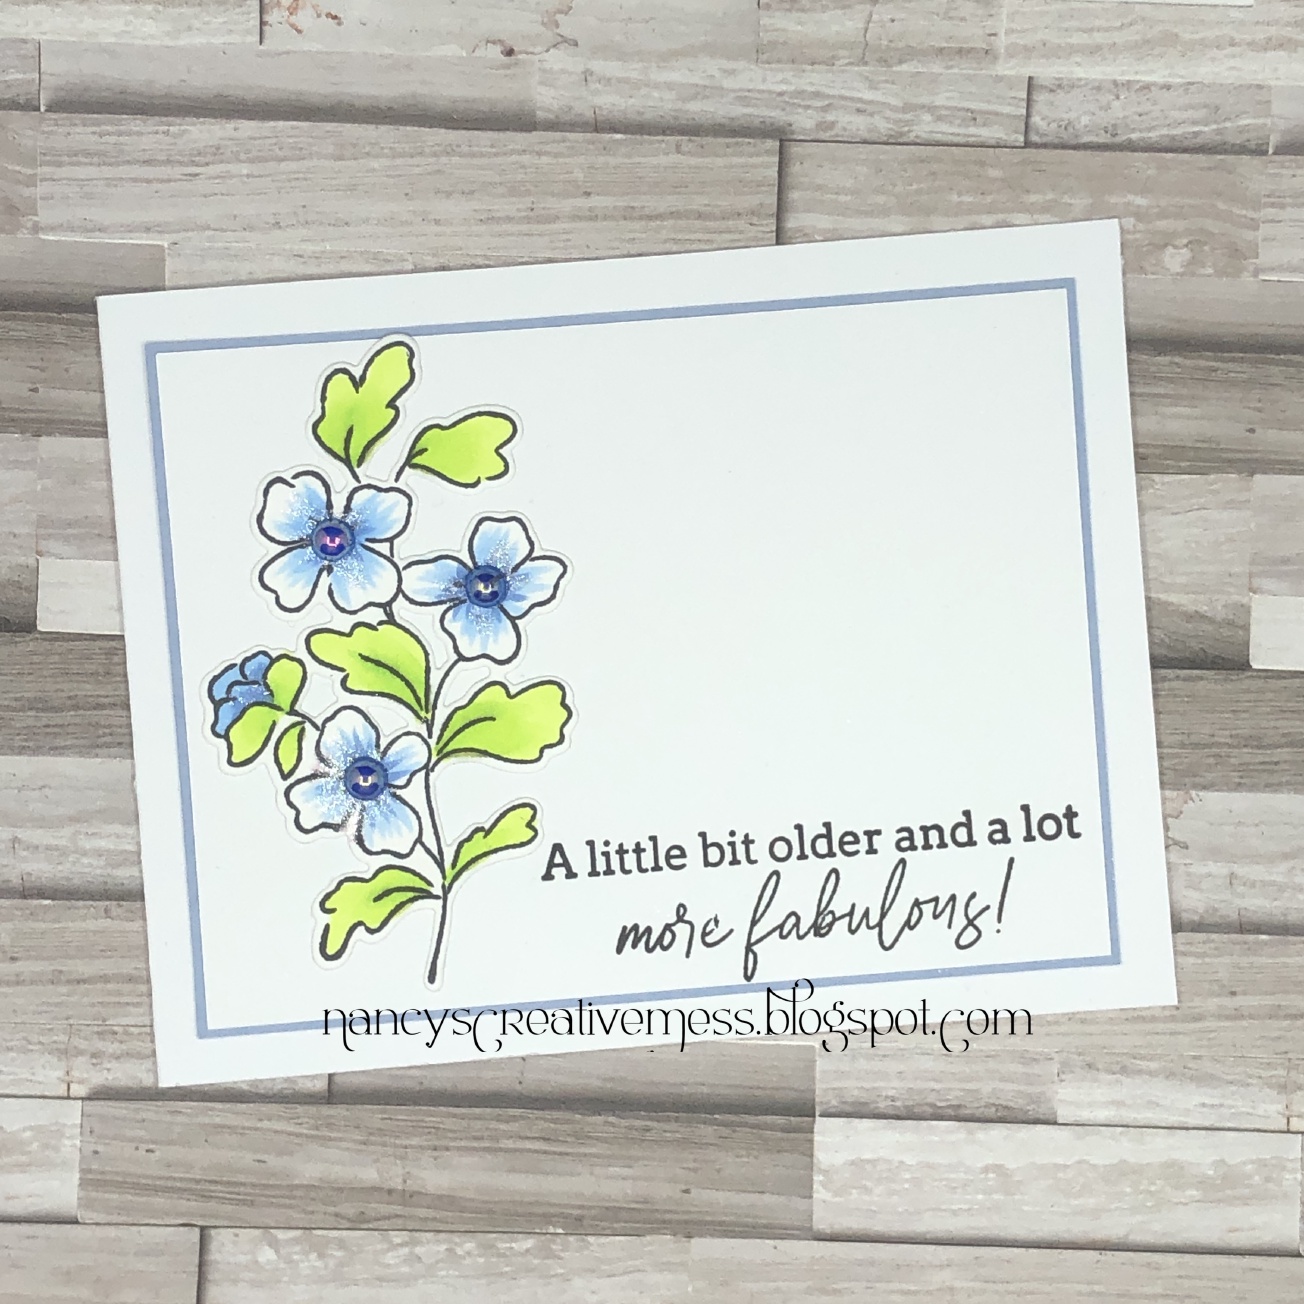 A little bit older and a lot
more fabulous!
nancyscreativemess.blogspot.com